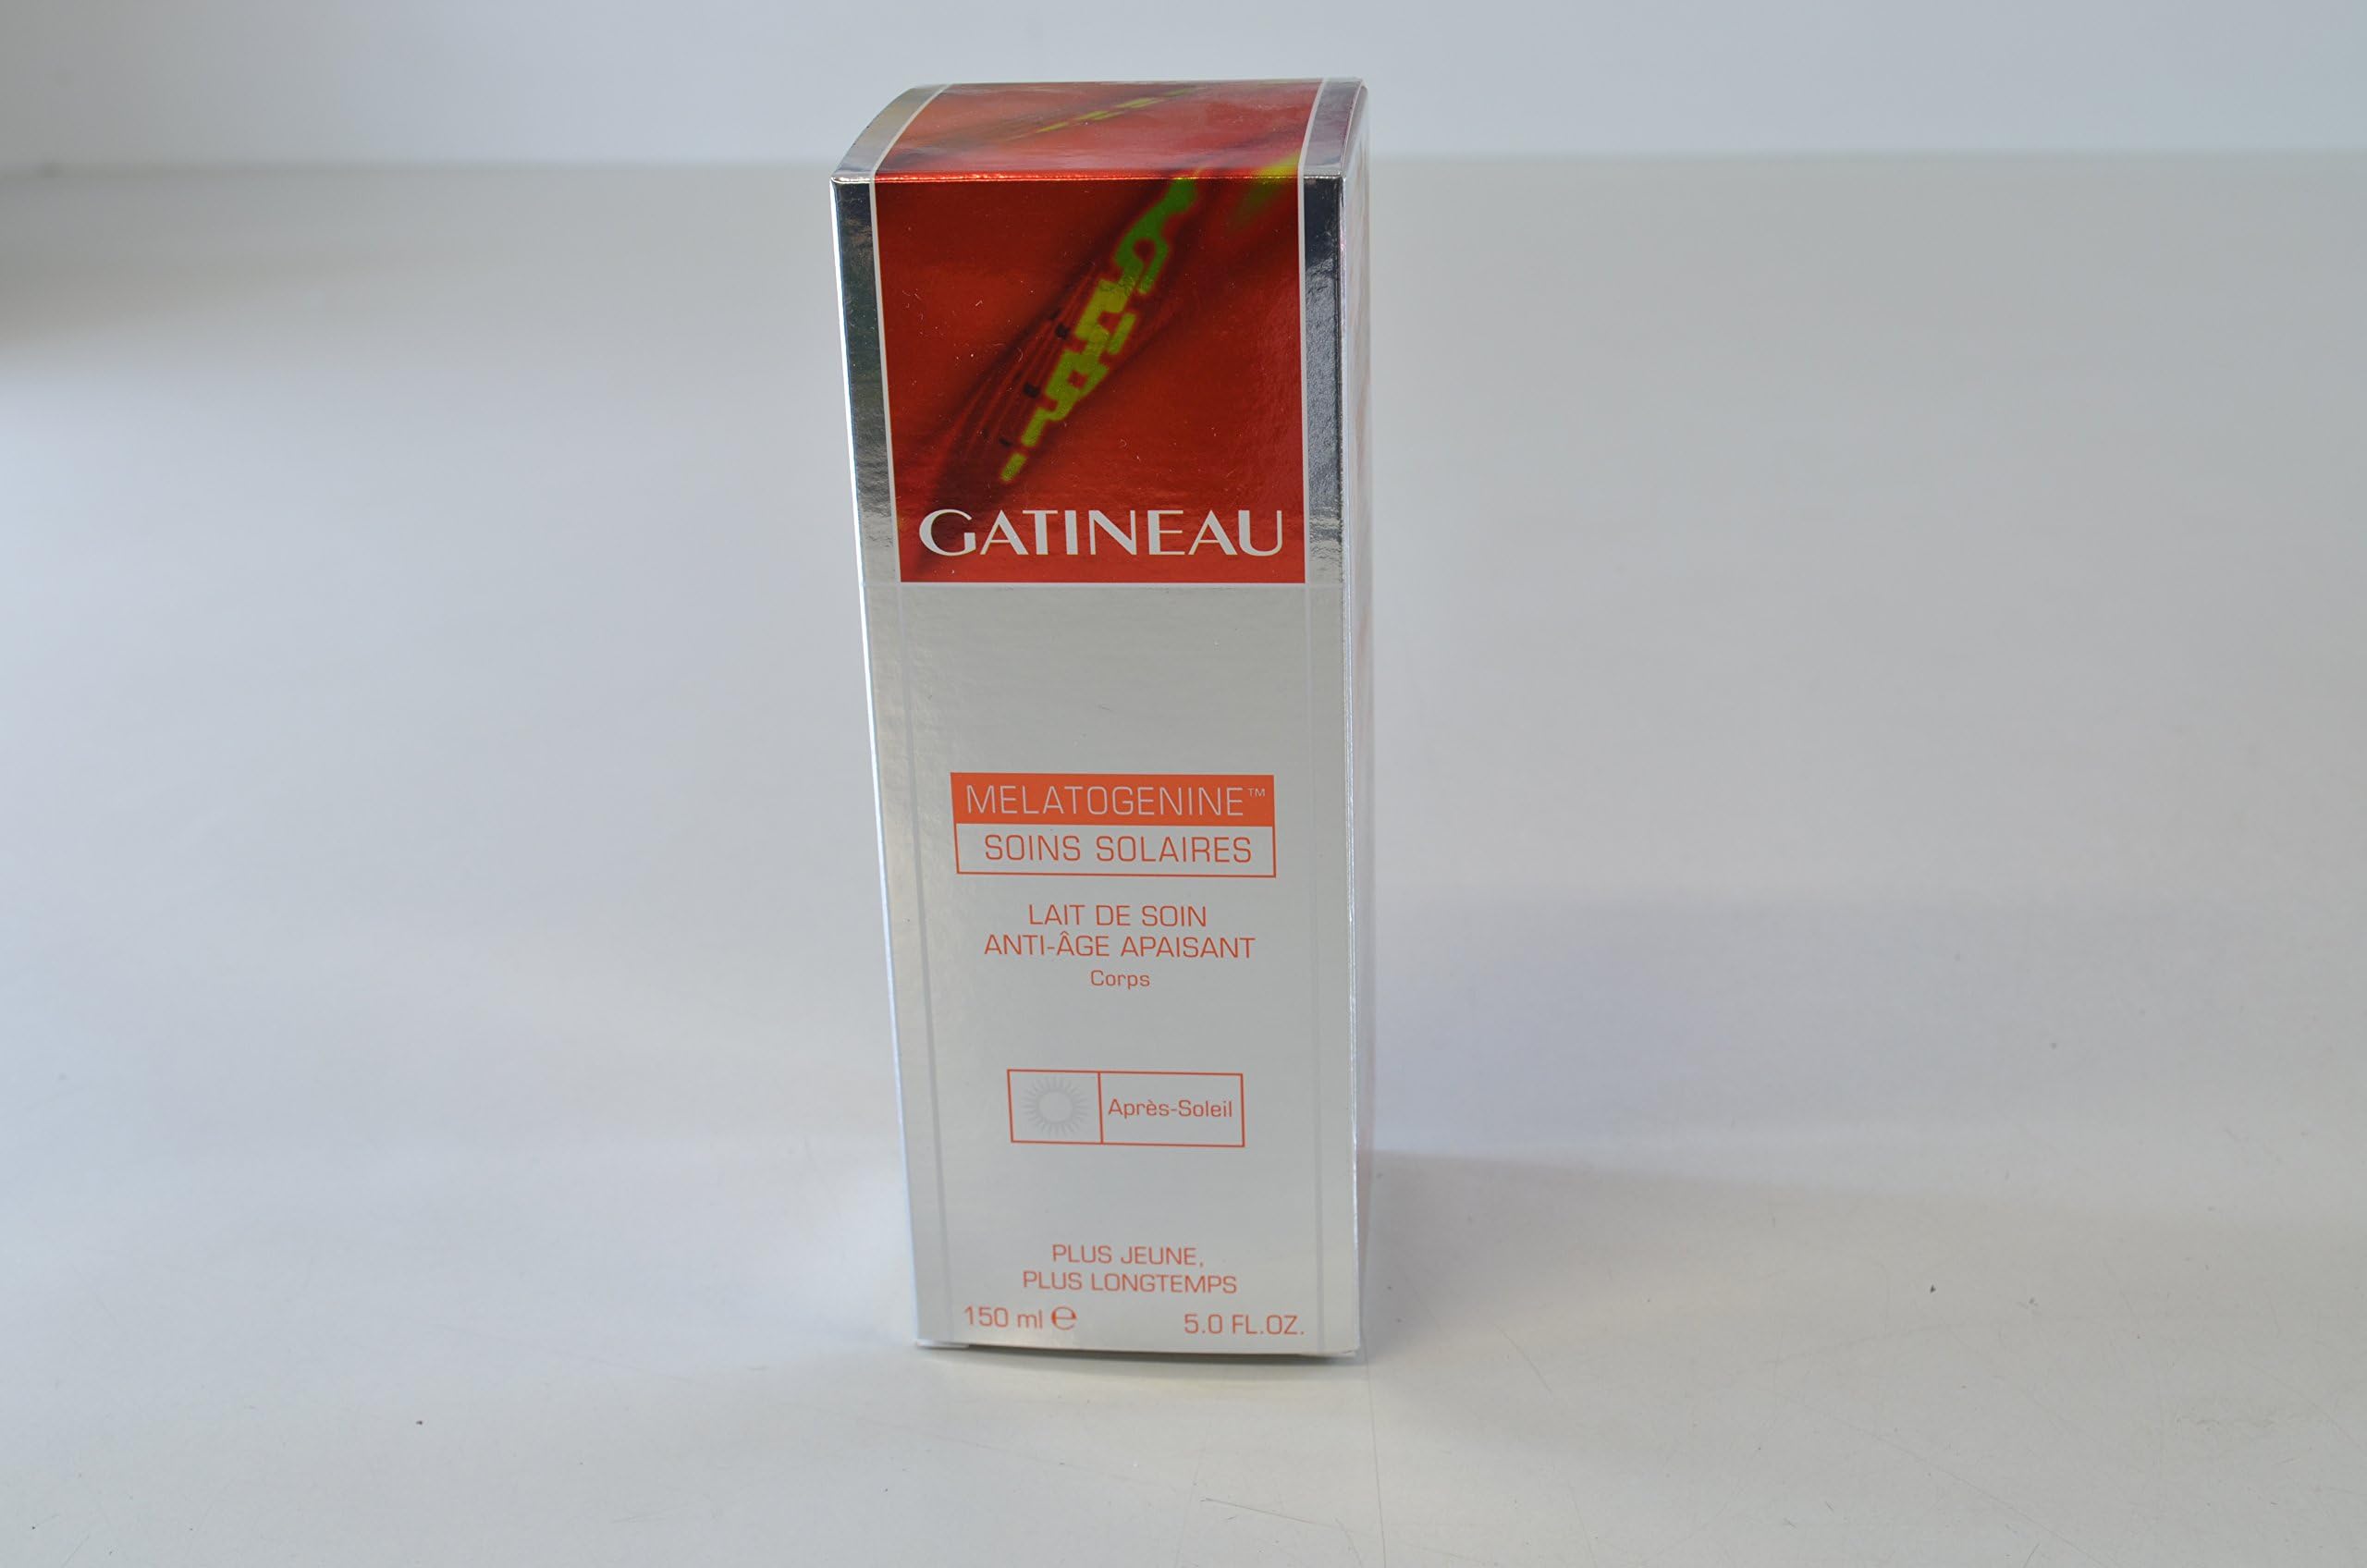 GATINEAU
MELATOGENINE™
SOINS SOLAIRES
LAIT DE SOIN
ANTI-ÂGE APAISANT
Corps
Après-Soleil
PLUS JEUNE,
PLUS LONGTEMPS
150 ml ℮ 5.0 FL.OZ.